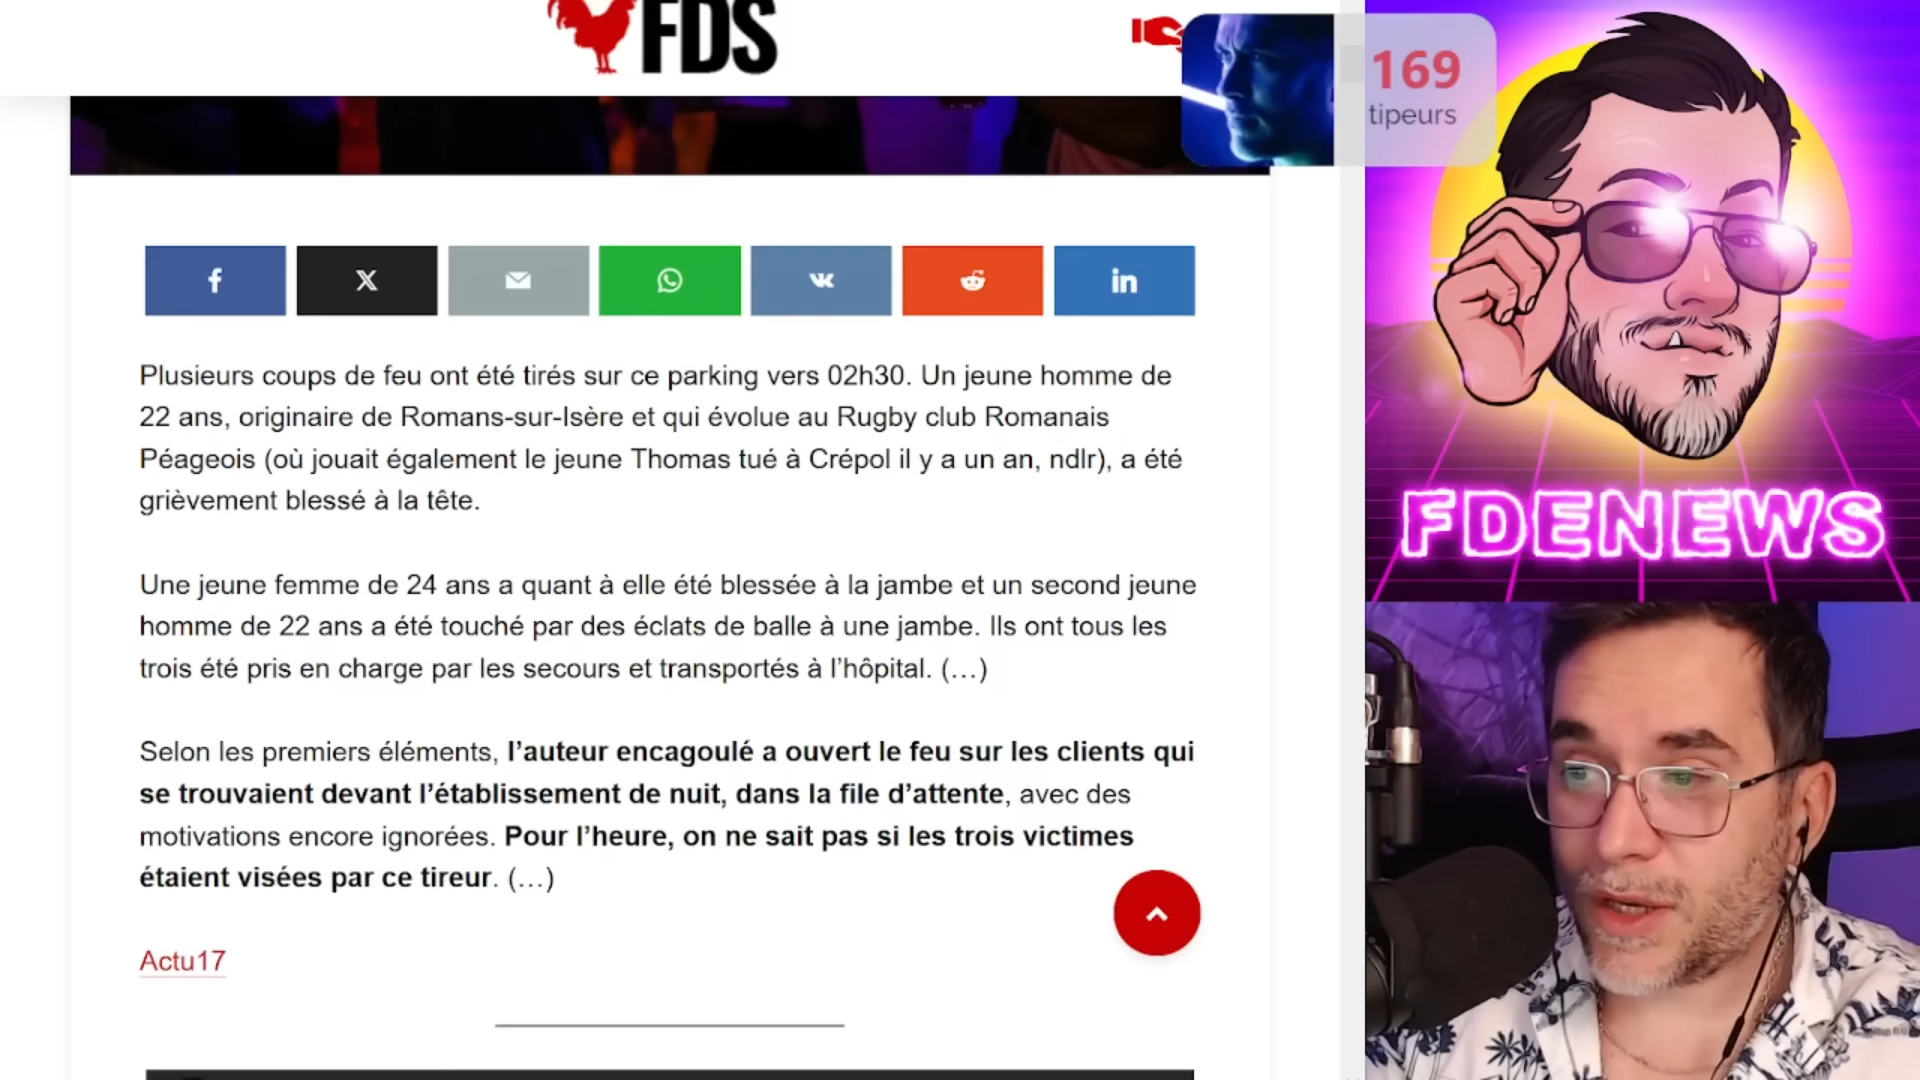 FDS
169
tipeurs
FDENEWS
Plusieurs coups de feu ont été tirés sur ce parking vers 02h30. Un jeune homme de
22 ans, originaire de Romans-sur-Isère et qui évolue au Rugby club Romanais
Péageois (où jouait également le jeune Thomas tué à Crépol il y a un an, ndlr), a été
grièvement blessé à la tête.
Une jeune femme de 24 ans a quant à elle été blessée à la jambe et un second jeune
homme de 22 ans a été touché par des éclats de balle à une jambe. Ils ont tous les
trois été pris en charge par les secours et transportés à l’hôpital. (…)
Selon les premiers éléments, l’auteur encagoulé a ouvert le feu sur les clients qui
se trouvaient devant l’établissement de nuit, dans la file d’attente, avec des
motivations encore ignorées. Pour l’heure, on ne sait pas si les trois victimes
étaient visées par ce tireur. (…)
Actu17